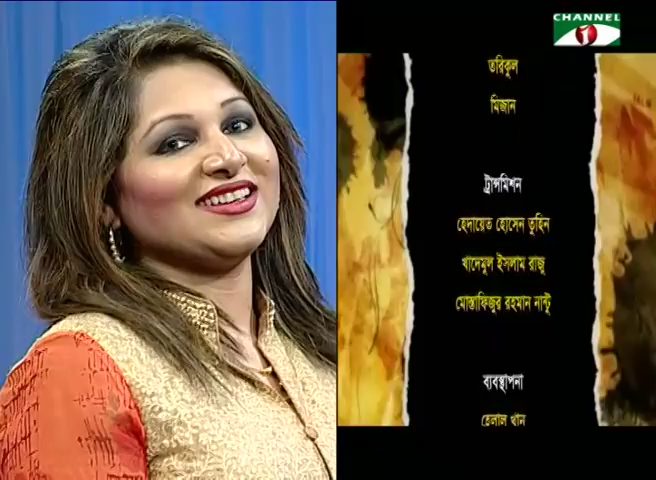 CHANNEL
তরিকুল
মিজান
ট্রান্সমিশন
হেদায়েত হোসেন তুহিন
খাদেমুল ইসলাম রাজু
মোস্তাফিজুর রহমান নান্টু
ব্যবস্থাপনা
হেলাল খান